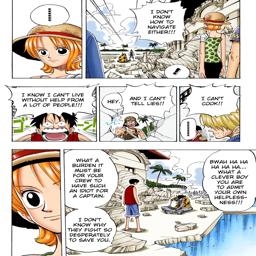 !!!!!
I DON'T
KNOW HOW
TO NAVIGATE
EITHER!!!
!!!!!
I KNOW I CAN'T LIVE
WITHOUT HELP FROM
A LOT OF PEOPLE!!!
HEY.
AND I CAN'T
TELL LIES!!
I CAN'T
COOK!!
WHAT A
BURDEN IT
MUST BE
FOR YOUR
CREW TO
HAVE SUCH
AN IDIOT FOR
A CAPTAIN.
I DON'T KNOW
WHY THEY FIGHT SO
DESPERATELY
TO SAVE YOU.
BWAH HA HA
HA HA... WHAT
A CLEVER BOY
YOU ARE TO
ADMIT YOUR
OWN HELPLESS-
NESS!!!